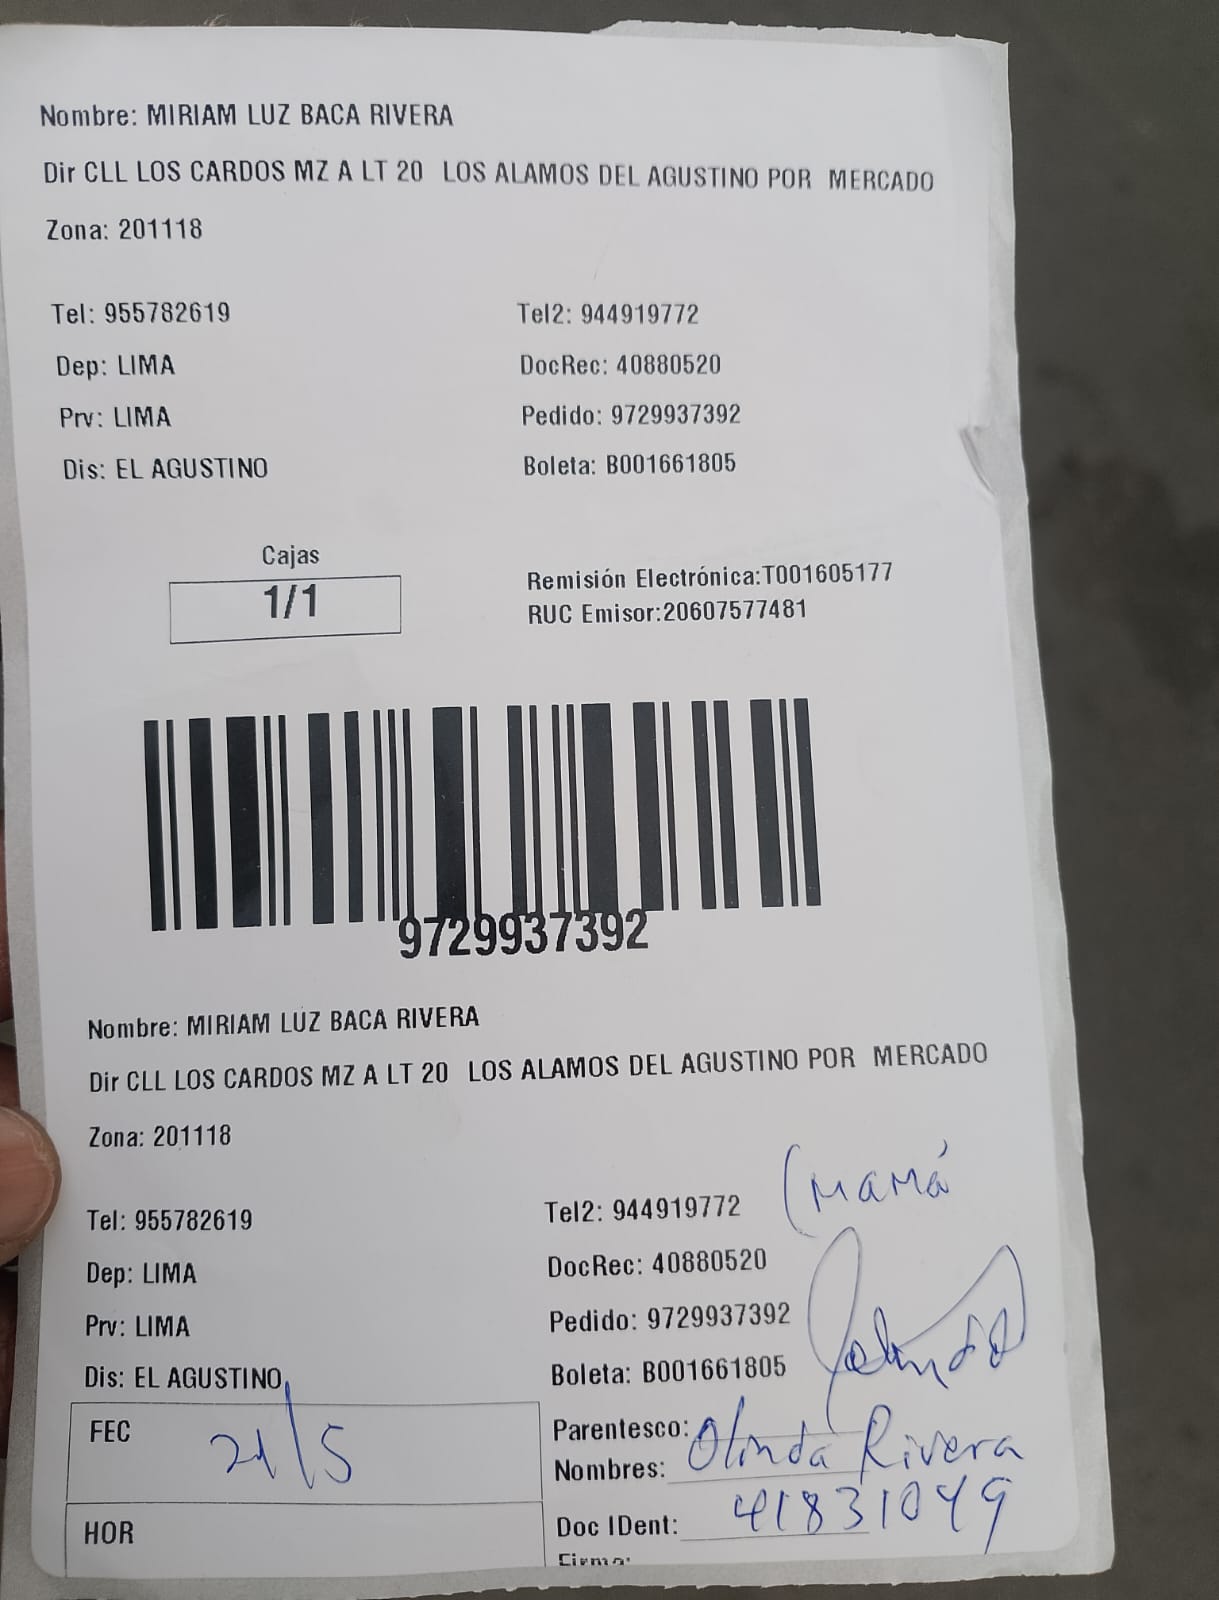 Nombre: MIRIAM LUZ BACA RIVERA
Dir CLL LOS CARDOS MZ A LT 20 LOS ALAMOS DEL AGUSTINO POR MERCADO
Zona: 201118
Tel: 955782619 Tel2: 944919772
Dep: LIMA DocRec: 40880520
Prv: LIMA Pedido: 9729937392
Dis: EL AGUSTINO Boleta: B001661805
Cajas
1/1
Remisión Electrónica:T001605177
RUC Emisor:20607577481
9729937392
Nombre: MIRIAM LUZ BACA RIVERA
Dir CLL LOS CARDOS MZ A LT 20 LOS ALAMOS DEL AGUSTINO POR MERCADO
Zona: 201118
(Mamá
Tel: 955782619 Tel2: 944919772
Dep: LIMA DocRec: 40880520
Prv: LIMA Pedido: 9729937392
Dis: EL AGUSTINO Boleta: B001661805
FEC 21/5
Parentesco:
Nombres: Olinda Rivera
HOR
Doc IDent: 41831049
Firma: